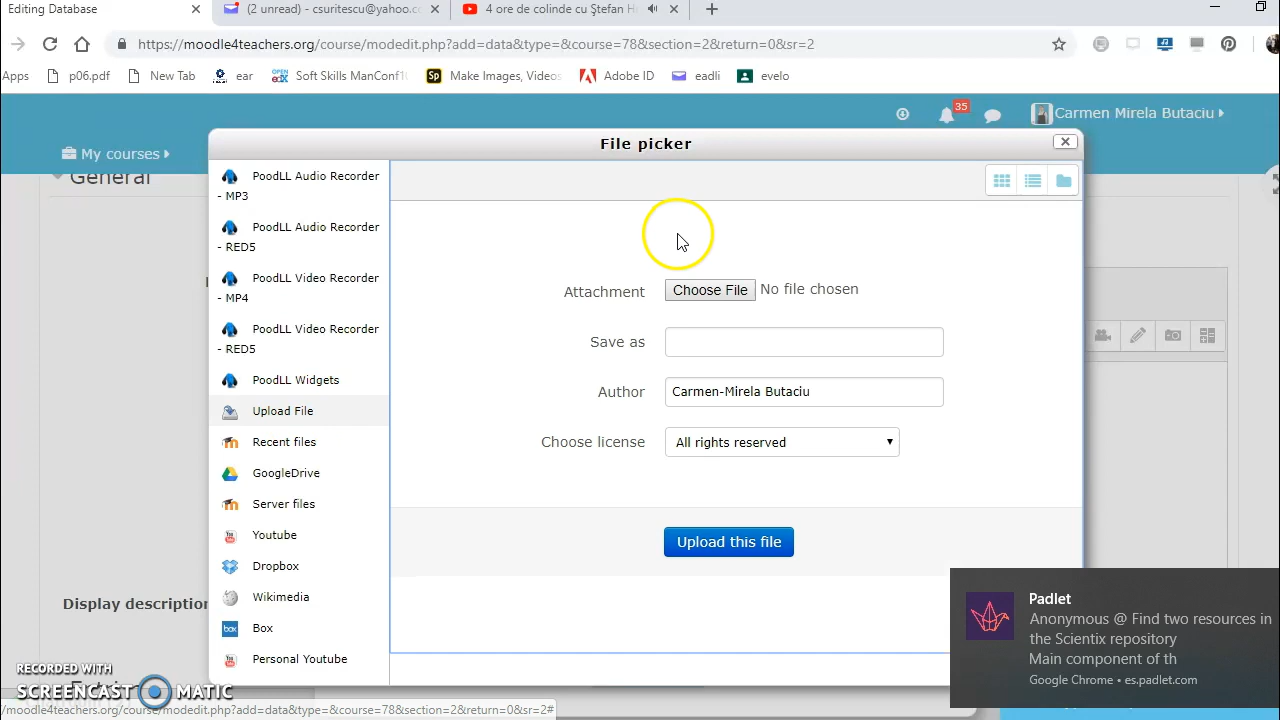 Editing Database
(2 unread) - csuritescu@yahoo.c
4 ore de colinde cu Ştefan H
https://moodle4teachers.org/course/modedit.php?add=data&type=&course=78&section=2&return=0&sr=2
Apps
p06.pdf
New Tab
ear
Soft Skills ManConf1
Make Images, Videos
Adobe ID
eadli
evelo
35
Carmen Mirela Butaciu
My courses
General
File picker
PoodLL Audio Recorder
- MP3
PoodLL Audio Recorder
- RED5
PoodLL Video Recorder
- MP4
PoodLL Video Recorder
- RED5
PoodLL Widgets
Upload File
Recent files
GoogleDrive
Server files
Youtube
Dropbox
Wikimedia
Box
Personal Youtube
Attachment
Choose File No file chosen
Save as
Author
Carmen-Mirela Butaciu
Choose license
All rights reserved
Upload this file
Display description
Padlet
Anonymous @ Find two resources in
the Scientix repository
Main component of th
Google Chrome • es.padlet.com
RECORDED WITH
SCREENCAST MATIC
/moodle4teachers.org/course/modedit.php?add=data&type=&course=78&section=2&return=0&sr=2#